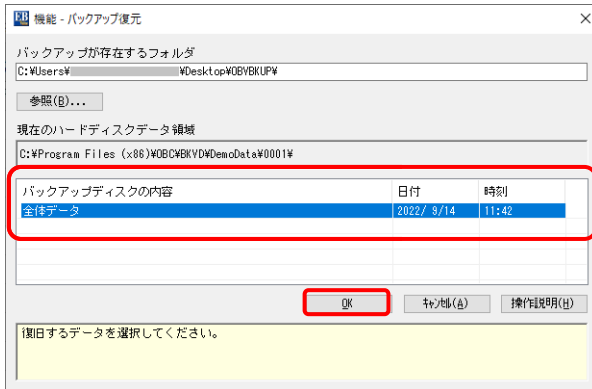 EB 機能 - バックアップ復元
バックアップが存在するフォルダ
C:¥Users¥ ¥Desktop¥OBVBKUP¥
参照(B)...
現在のハードディスクデータ領域
C:¥Program Files (x86)¥OBC¥BKVD¥DemoData¥0001¥
バックアップディスクの内容 日付 時刻
全体データ 2022/ 9/14 11:42
OK キャンセル(A) 操作説明(H)
復旧するデータを選択してください。